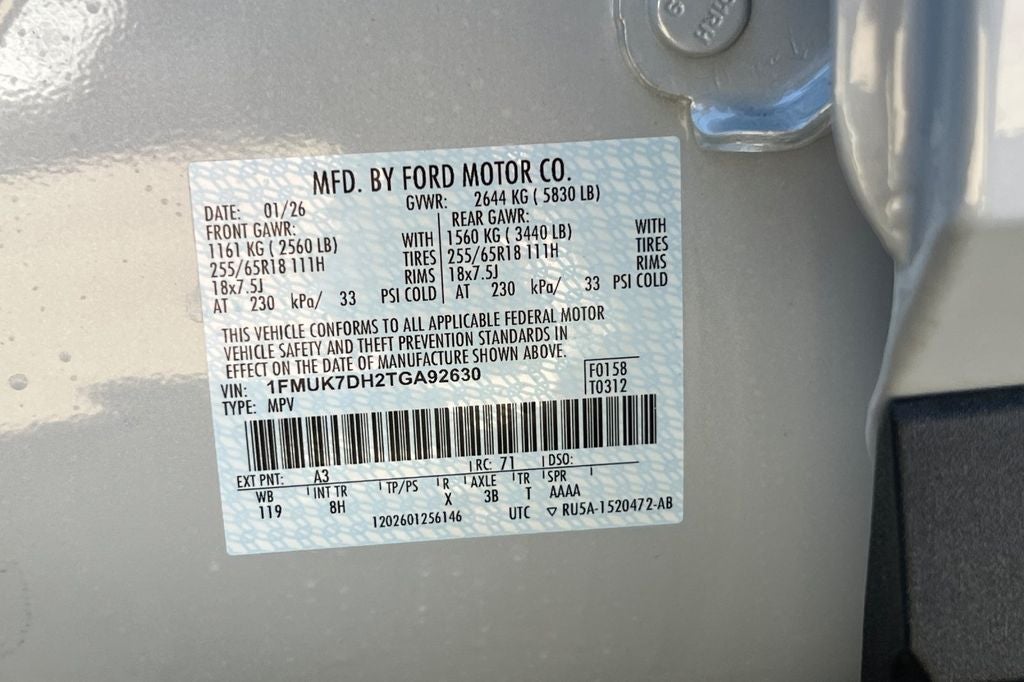 MFD. BY FORD MOTOR CO.
DATE: 01/26
GVWR: 2644 KG ( 5830 LB)
FRONT GAWR:
1161 KG ( 2560 LB)
WITH
255/65R18 111H
TIRES
18x7.5J
RIMS
AT 230 kPa/ 33 PSI COLD
REAR GAWR:
1560 KG ( 3440 LB)
WITH
255/65R18 111H
TIRES
18x7.5J
RIMS
AT 230 kPa/ 33 PSI COLD
THIS VEHICLE CONFORMS TO ALL APPLICABLE FEDERAL MOTOR
VEHICLE SAFETY AND THEFT PREVENTION STANDARDS IN
EFFECT ON THE DATE OF MANUFACTURE SHOWN ABOVE.
VIN: 1FMUK7DH2TGA92630
TYPE: MPV
F0158
T0312
EXT PNT: A3
RC: 71
DSO:
WB
INT TR
TP/PS
R
AXLE
TR
SPR
119
8H
X
3B
T
AAAA
1202601256146
UTC ▽ RU5A-1520472-AB